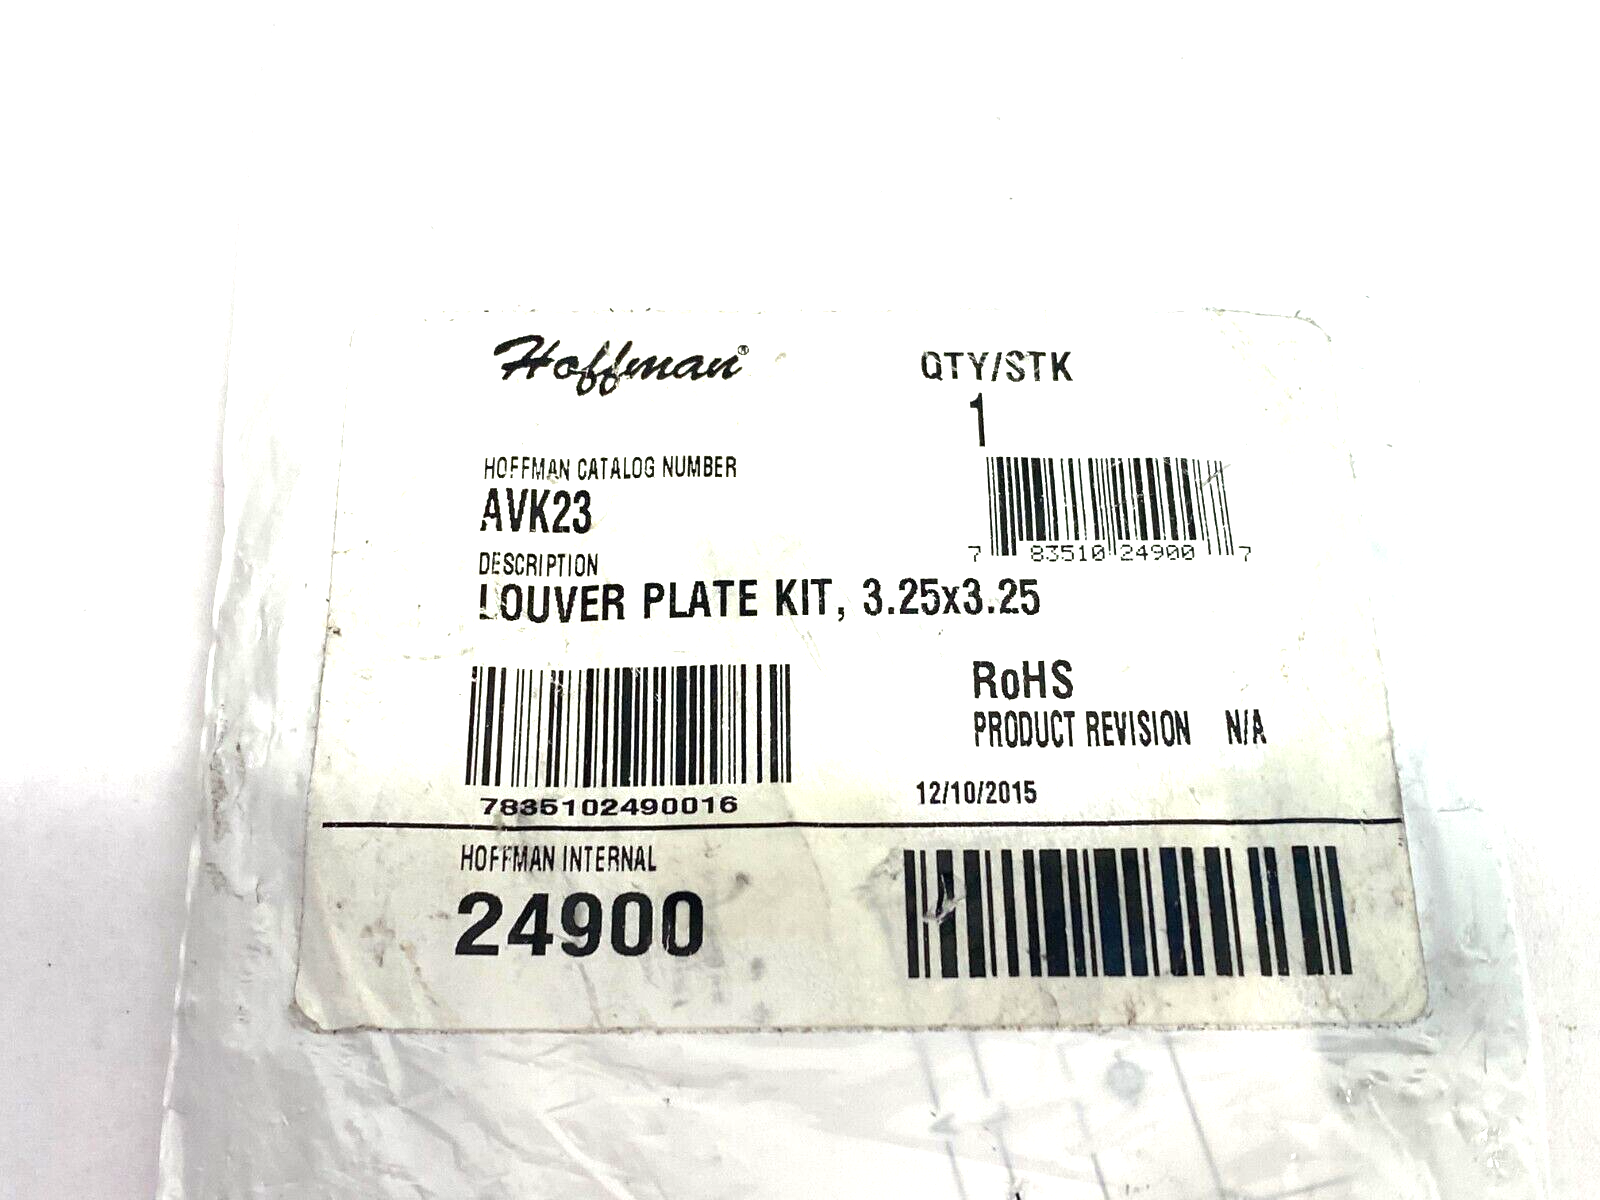 Hoffman®
QTY/STK
1
HOFFMAN CATALOG NUMBER
AVK23
7 83510 24900 7
DESCRIPTION
LOUVER PLATE KIT, 3.25x3.25
RoHS
PRODUCT REVISION N/A
7835102490016
12/10/2015
HOFFMAN INTERNAL
24900